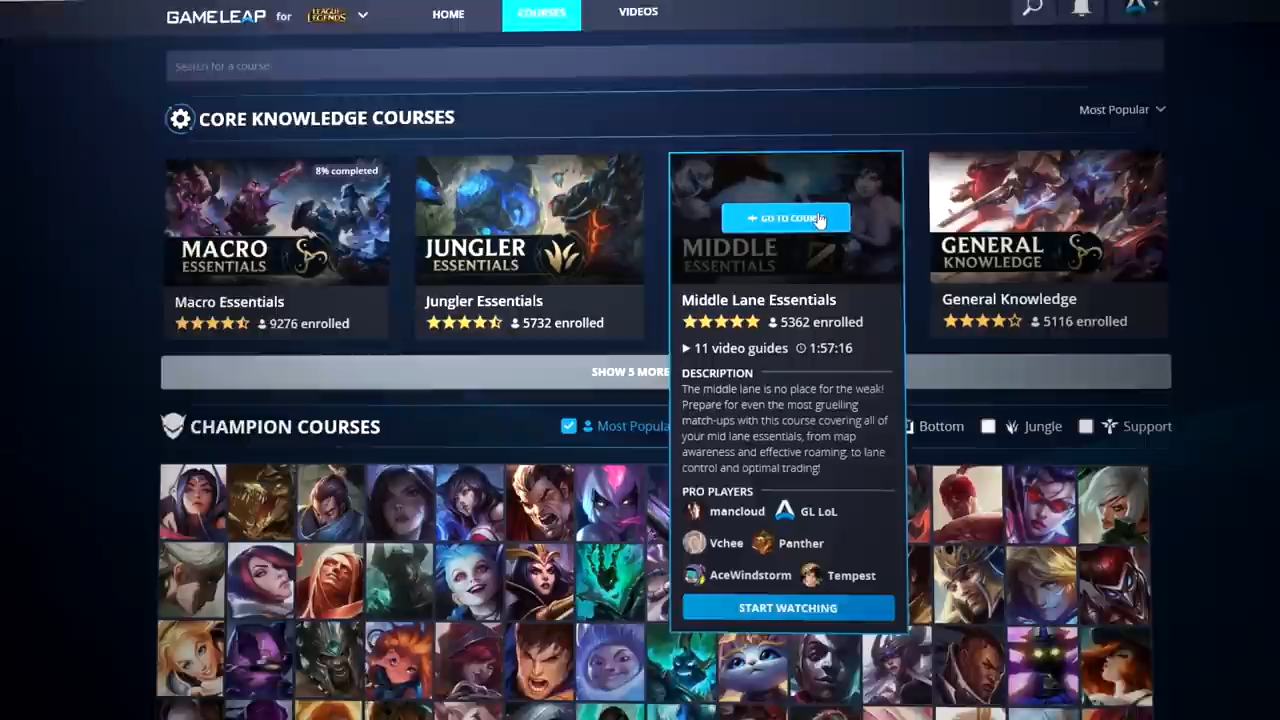 GAMELEAP for LEAGUE OF LEGENDS
HOME
COURSES
VIDEOS
Search for a course
CORE KNOWLEDGE COURSES
Most Popular
8% completed
MACRO
ESSENTIALS
Macro Essentials
9276 enrolled
JUNGLER
ESSENTIALS
Jungler Essentials
5732 enrolled
GO TO COURS
MIDDLE
ESSENTIALS
Middle Lane Essentials
5362 enrolled
11 video guides 1:57:16
DESCRIPTION
The middle lane is no place for the weak!
Prepare for even the most gruelling
match-ups with this course covering all of
your mid lane essentials, from map
awareness and effective roaming, to lane
control and optimal trading!
PRO PLAYERS
mancloud GL LoL
Vchee Panther
AceWindstorm Tempest
START WATCHING
GENERAL
KNOWLEDGE
General Knowledge
5116 enrolled
SHOW 5 MORE
CHAMPION COURSES
Most Popula
Bottom
Jungle
Support